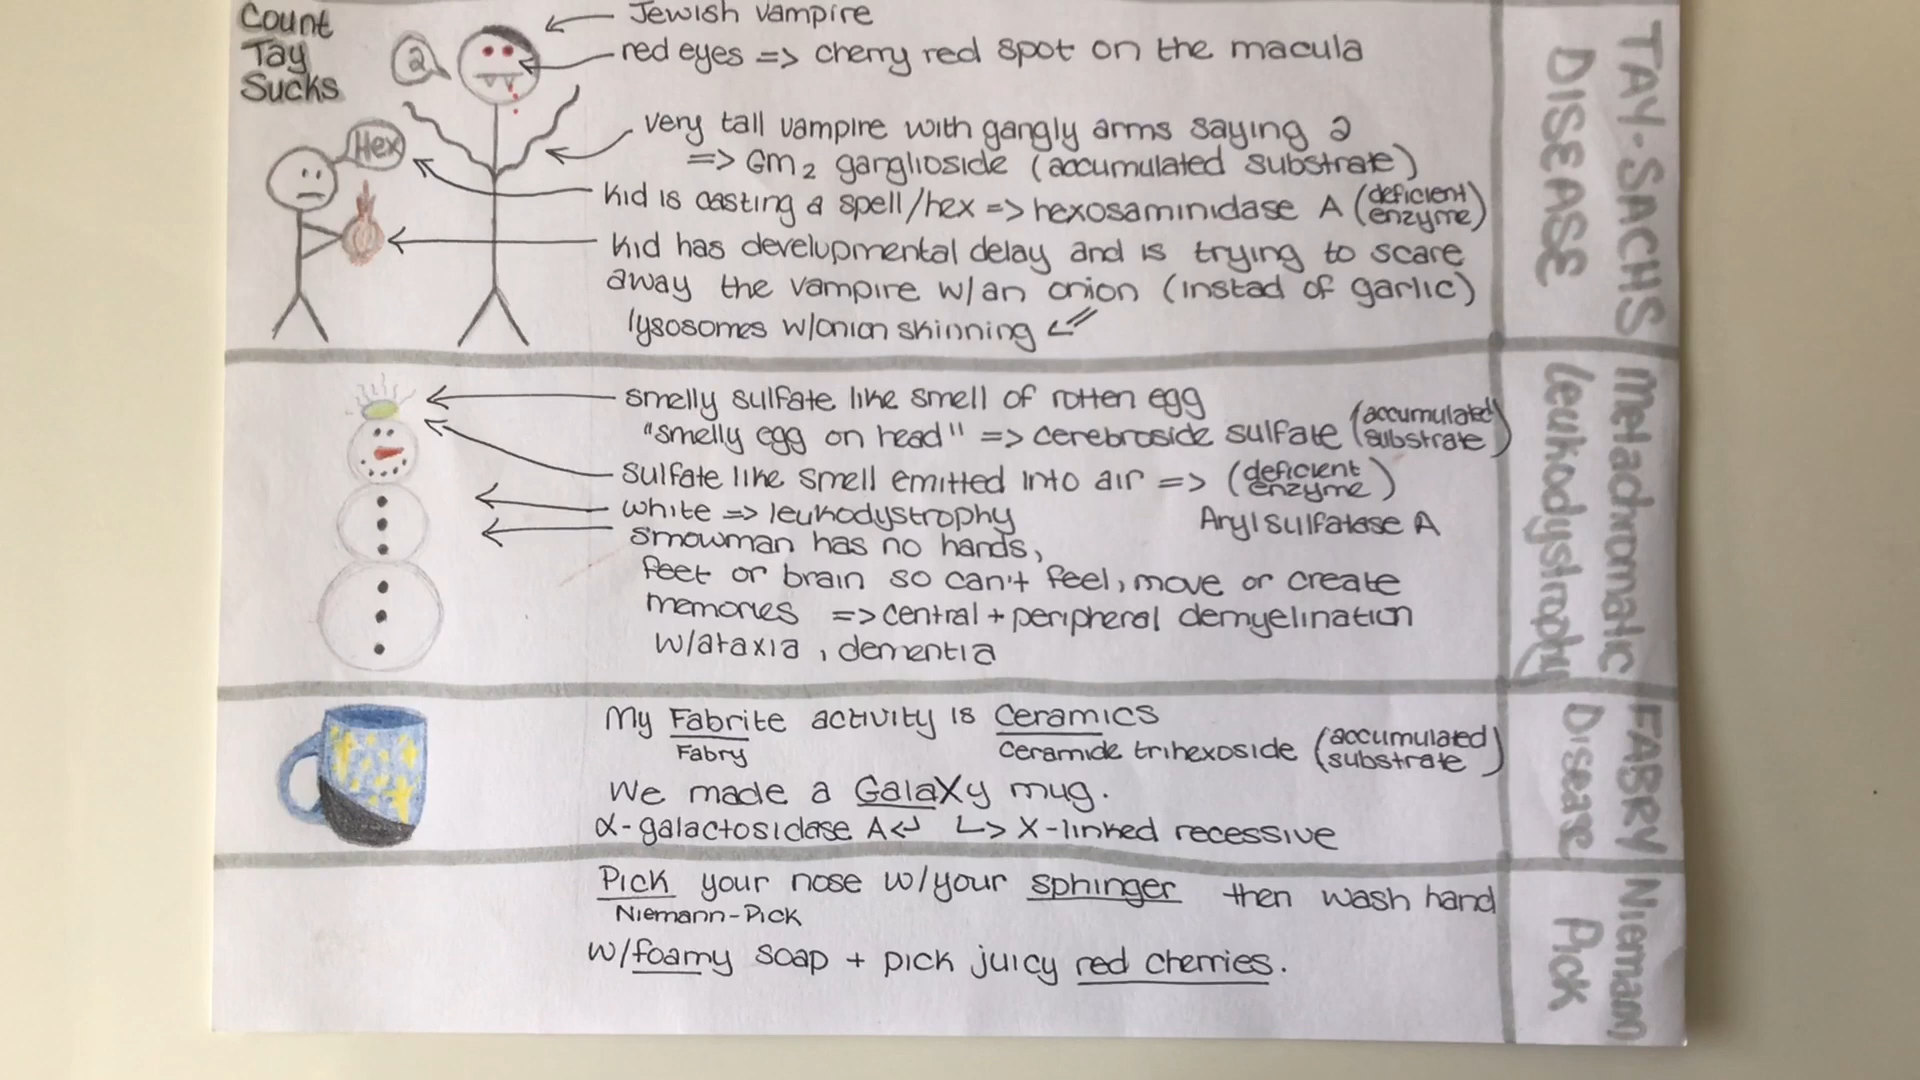 Count
Tay
Sucks
2
Hex
Jewish vampire
red eyes => cherry red spot on the macula
very tall vampire with gangly arms saying 2
=> Gm2 ganglioside (accumulated substrate)
kid is casting a spell/hex => hexosaminidase A (deficient enzyme)
kid has develupmental delay and is trying to scare
away the vampire w/an onion (instad of garlic)
lysosomes w/onion skinning <=
TAY-SACHS
DISEASE
smelly sulfate like smell of rotten egg
"smelly egg on head" => cerebroside sulfate (accumulated substrate)
sulfate like smell emitted into air => (deficient enzyme)
Arylsulfatase A
white => leukodystrophy
snowman has no hands,
feet or brain so can't feel, move or create
memories => central + peripheral demyelination
w/ataxia, dementia
Metachromatic
leukodystrophy
My Fabrite activity is Ceramics
Fabry
Ceramide trihexoside (accumulated substrate)
We made a GalaXy mug.
α-galactosidase A<┘ └> X-linked recessive
FABRY
Disease
Pick your nose w/your sphinger then wash hand
Niemann-Pick
w/foamy soap + pick juicy red cherries.
Niemann
Pick